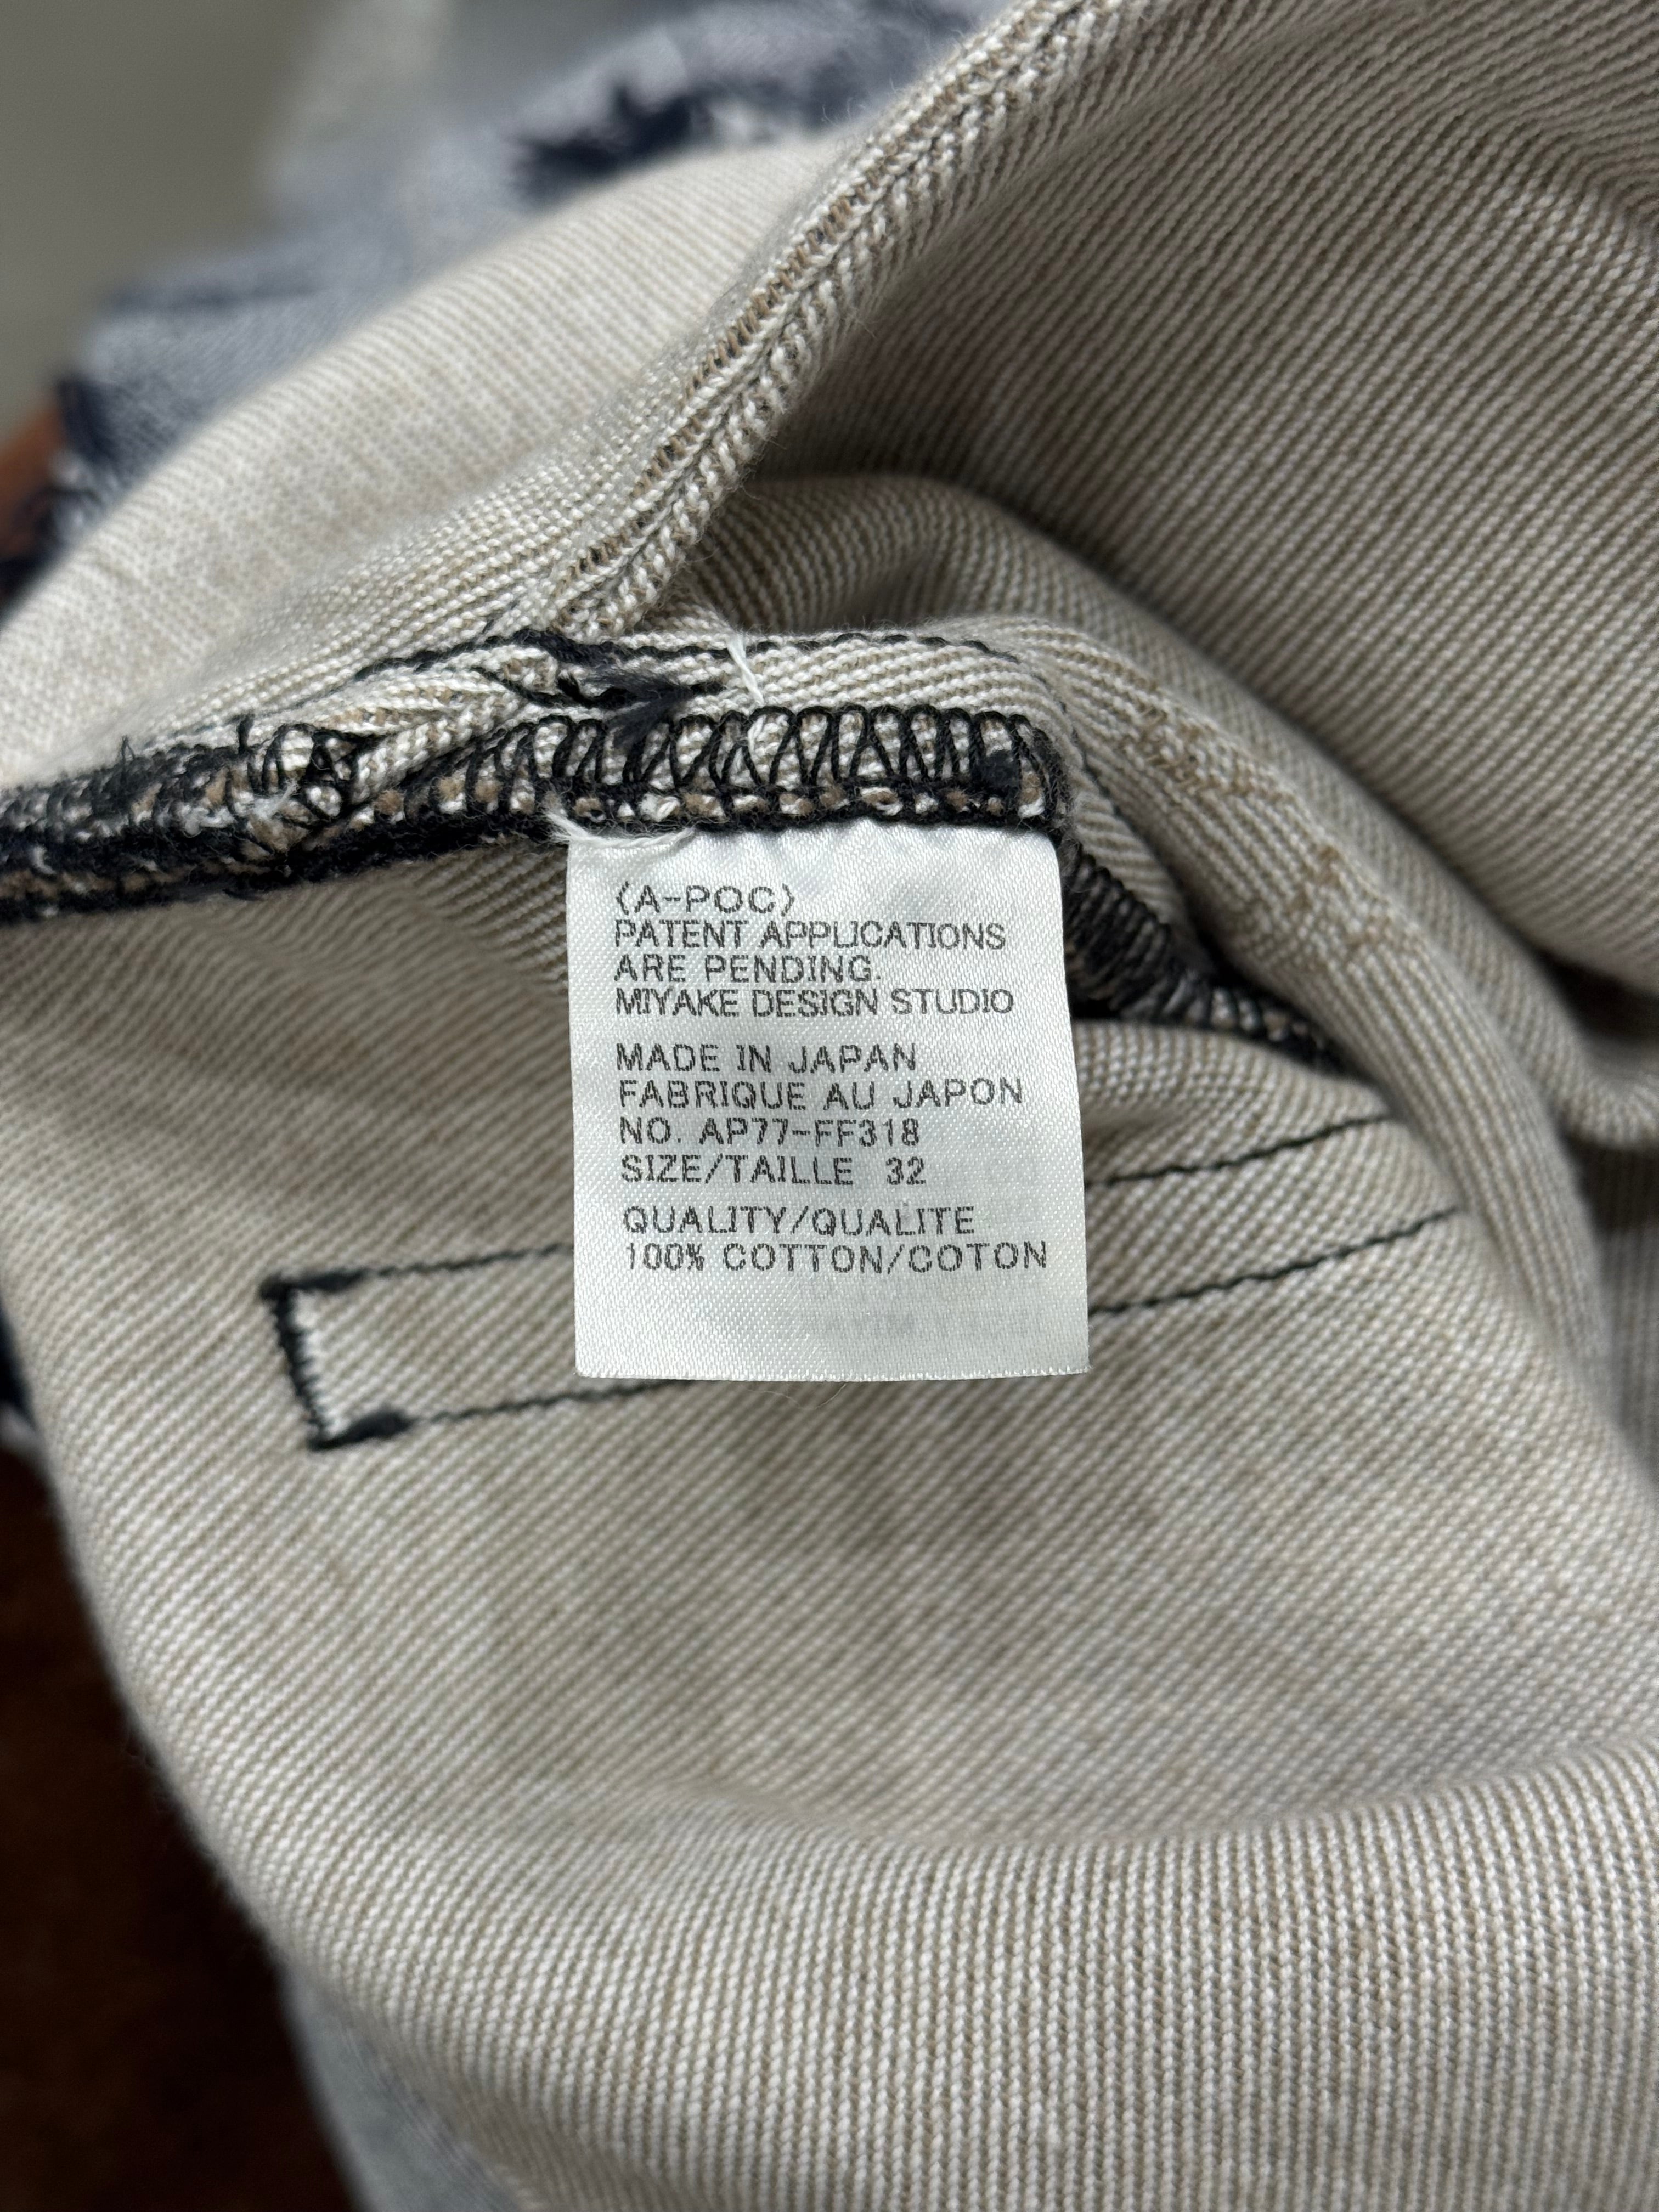 (A-POC)
PATENT APPLICATIONS
ARE PENDING.
MIYAKE DESIGN STUDIO
MADE IN JAPAN
FABRIQUE AU JAPON
NO. AP77-FF318
SIZE/TAILLE 32
QUALITY/QUALITE
100% COTTON/COTON